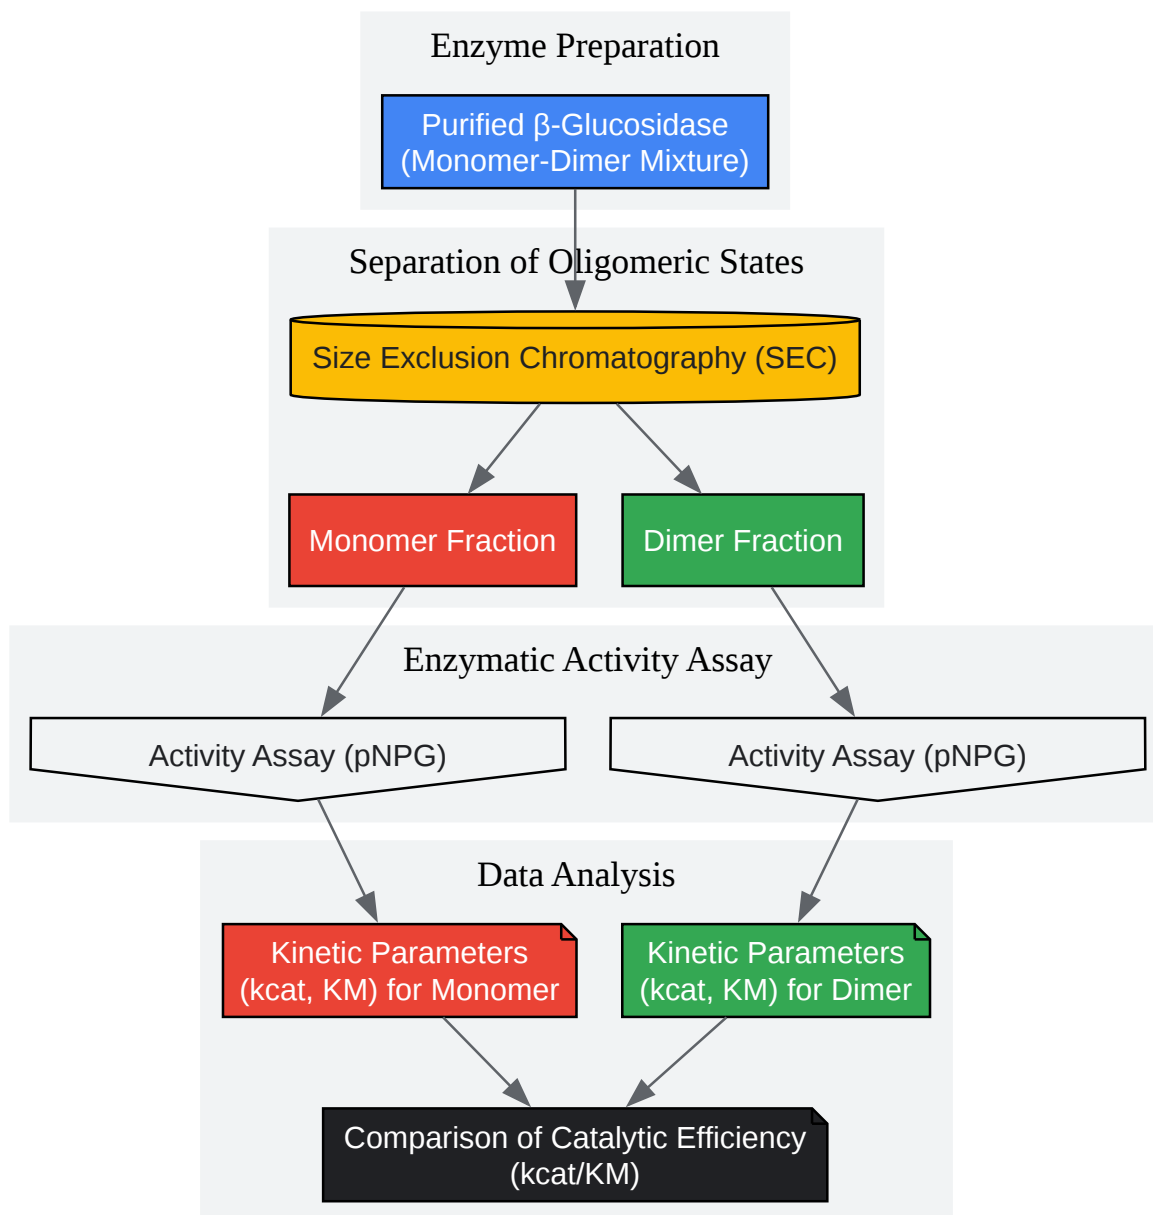 Enzyme Preparation
Purified β-Glucosidase
(Monomer-Dimer Mixture)
Separation of Oligomeric States
Size Exclusion Chromatography (SEC)
Monomer Fraction
Dimer Fraction
Enzymatic Activity Assay
Activity Assay (pNPG)
Activity Assay (pNPG)
Data Analysis
Kinetic Parameters
(kcat, KM) for Monomer
Kinetic Parameters
(kcat, KM) for Dimer
Comparison of Catalytic Efficiency
(kcat/KM)